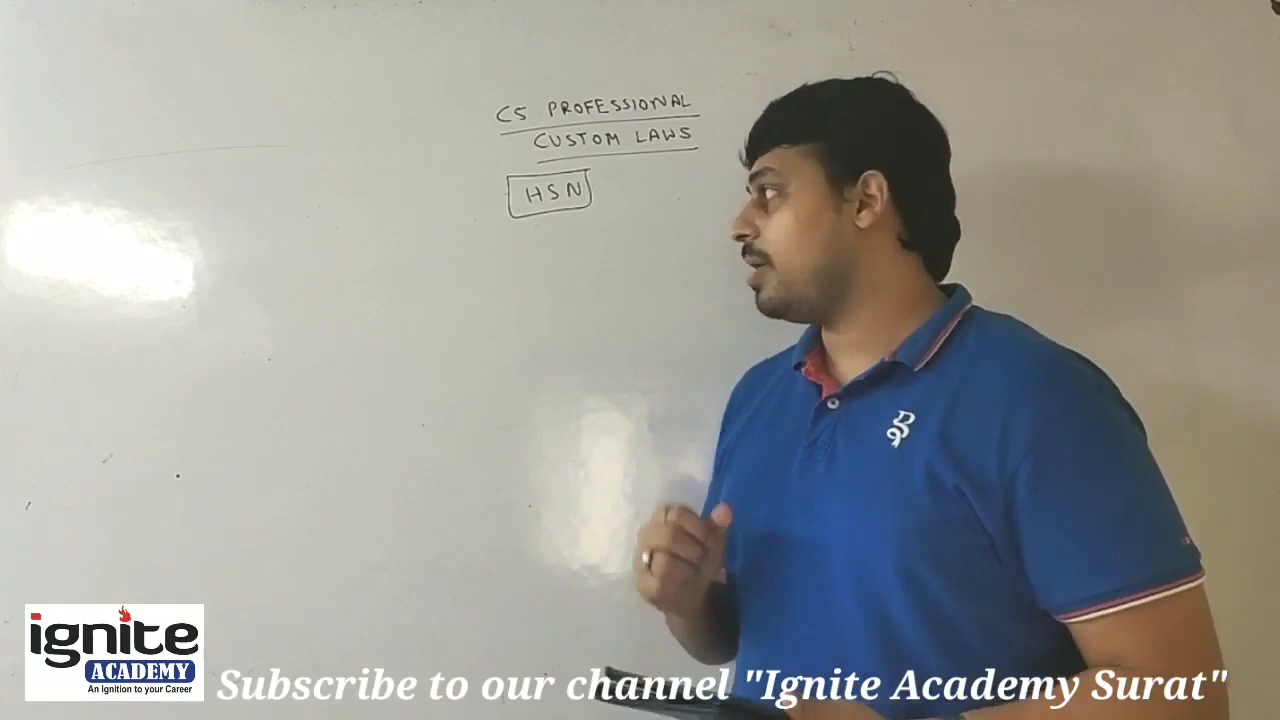 CS PROFESSIONAL
CUSTOM LAWS
HSN
ignite
ACADEMY
An Ignition to your Career
Subscribe to our channel "Ignite Academy Surat"